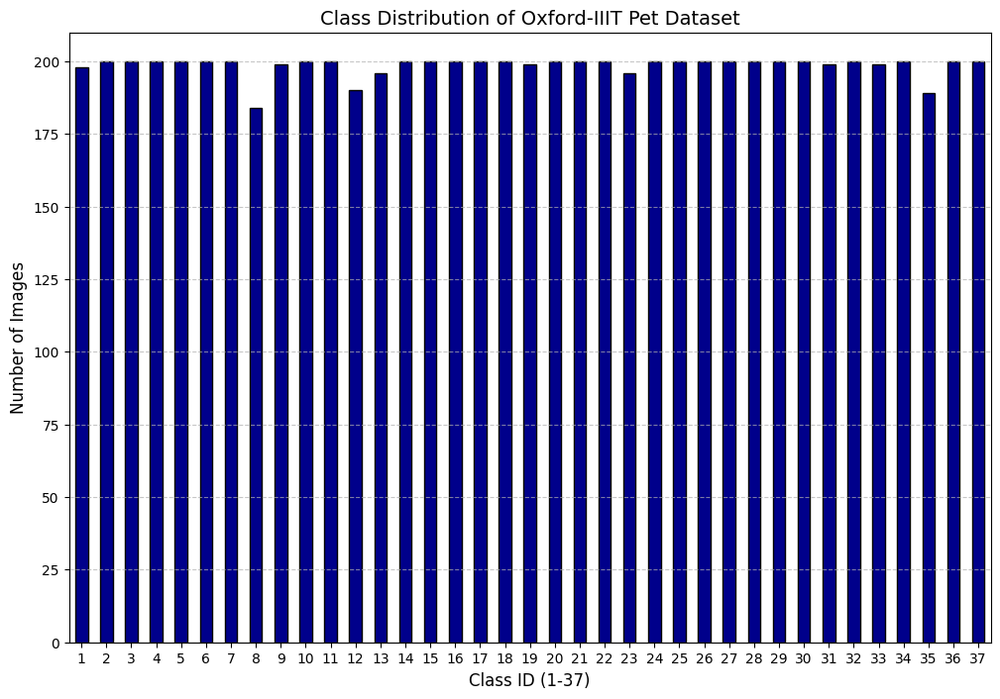 Class Distribution of Oxford-IIIT Pet Dataset
Number of Images
200
175
150
125
100
75
50
25
0
1 2 3 4 5 6 7 8 9 10 11 12 13 14 15 16 17 18 19 20 21 22 23 24 25 26 27 28 29 30 31 32 33 34 35 36 37
Class ID (1-37)